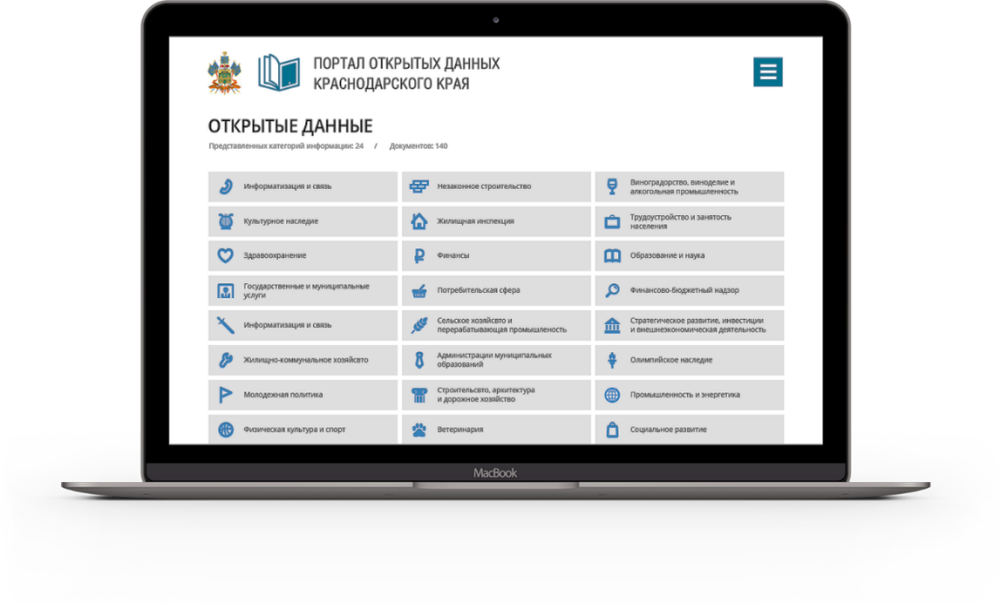 ПОРТАЛ ОТКРЫТЫХ ДАННЫХ
КРАСНОДАРСКОГО КРАЯ
ОТКРЫТЫЕ ДАННЫЕ
Представленных категорий информации: 24 / Документов: 140
Информатизация и связь
Незаконное строительство
Виноградорство, виноделие и
алкогольная промышленность
Культурное наследие
Жилищная инспекция
Трудоустройство и занятость
населения
Здравоохранение
Финансы
Образование и наука
Государственные и муниципальные
услуги
Потребительская сфера
Финансово-бюджетный надзор
Информатизация и связь
Сельское хозяйсвто и
перерабатывающая промышленость
Стратегическое развитие, инвестиции
и внешнеэкономическая деятельность
Жилищно-коммунальное хозяйсвто
Администрации муниципальных
образований
Олимпийское наследие
Молодежная политика
Строительсвто, архитектура
и дорожное хозяйство
Промышленность и энергетика
Физическая культура и спорт
Ветеринария
Социальное развитие
MacBook